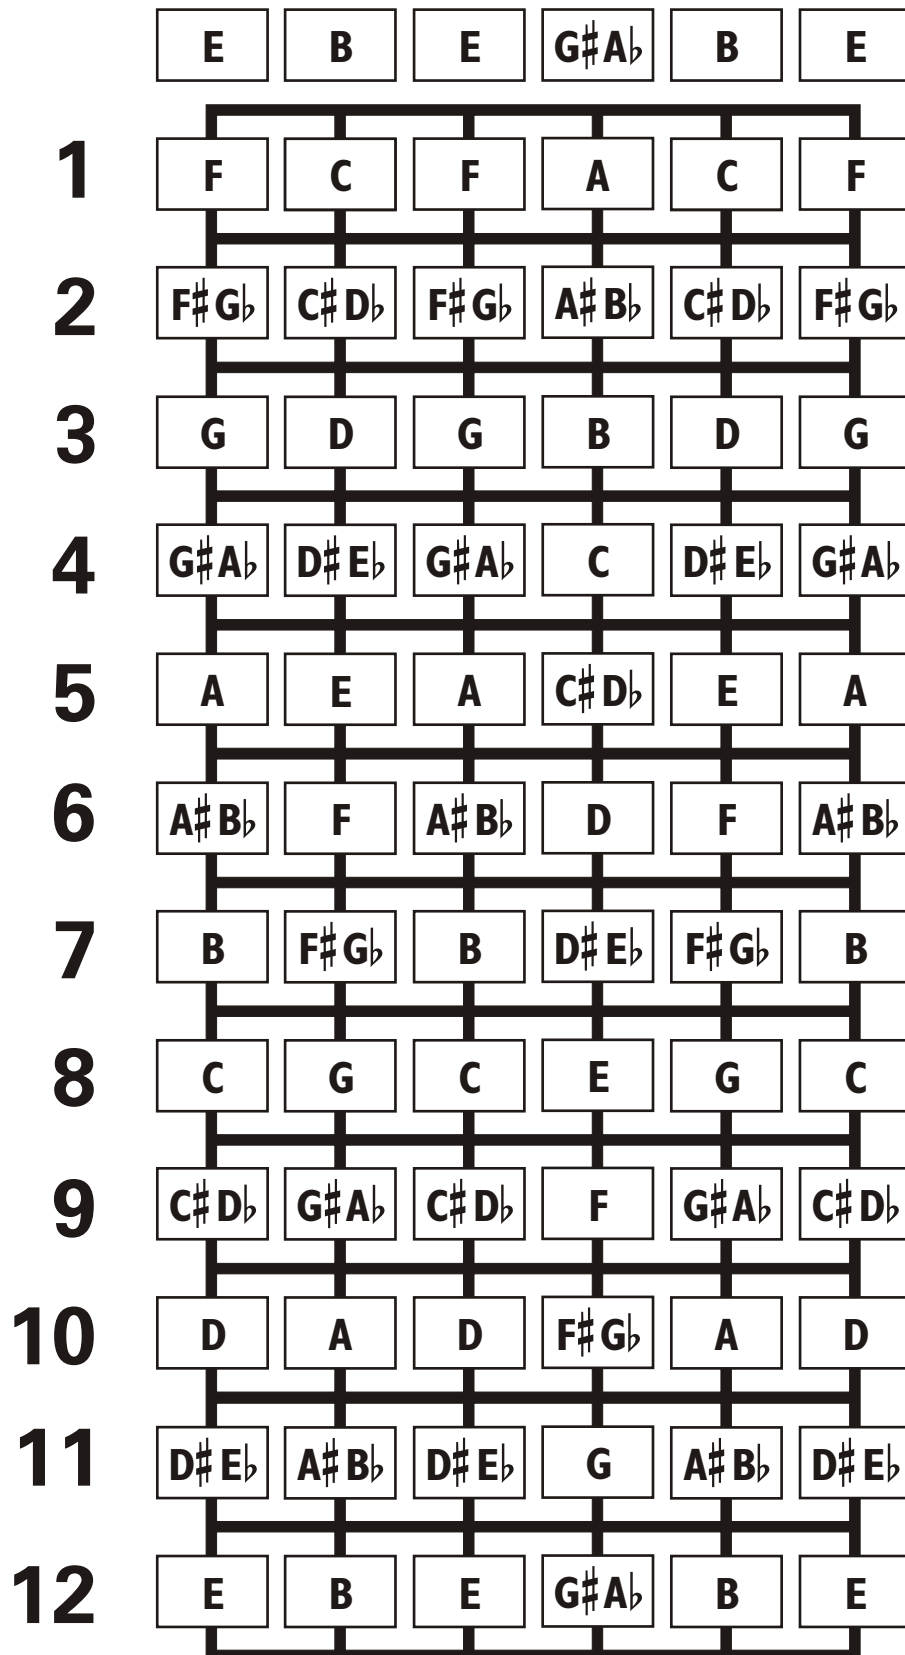 E B E G♯A♭ B E
1 F C F A C F
2 F♯G♭ C♯D♭ F♯G♭ A♯B♭ C♯D♭ F♯G♭
3 G D G B D G
4 G♯A♭ D♯E♭ G♯A♭ C D♯E♭ G♯A♭
5 A E A C♯D♭ E A
6 A♯B♭ F A♯B♭ D F A♯B♭
7 B F♯G♭ B D♯E♭ F♯G♭ B
8 C G C E G C
9 C♯D♭ G♯A♭ C♯D♭ F G♯A♭ C♯D♭
10 D A D F♯G♭ A D
11 D♯E♭ A♯B♭ D♯E♭ G A♯B♭ D♯E♭
12 E B E G♯A♭ B E